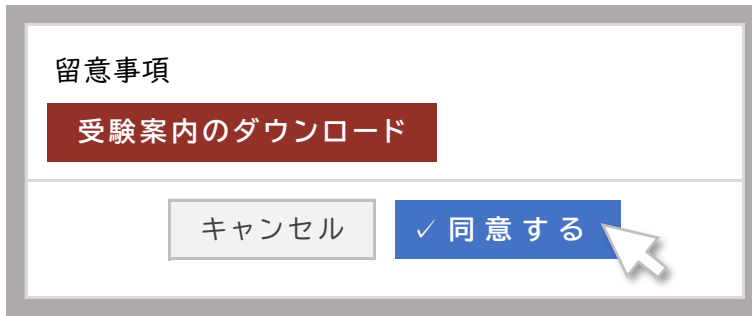 留意事項
受験案内のダウンロード
キャンセル
✓同意する